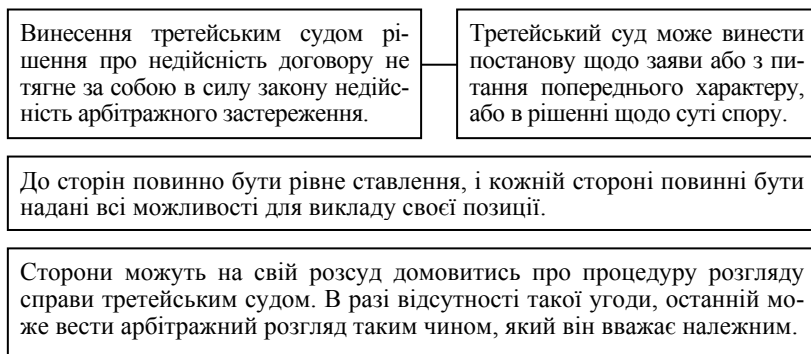 Винесення третейським судом рі-
шення про недійсність договору не
тягне за собою в силу закону недійс-
ність арбітражного застереження.
Третейський суд може винести
постанову щодо заяви або з пи-
тання попереднього характеру,
або в рішенні щодо суті спору.
До сторін повинно бути рівне ставлення, і кожній стороні повинні бути
надані всі можливості для викладу своєї позиції.
Сторони можуть на свій розсуд домовитись про процедуру розгляду
справи третейським судом. В разі відсутності такої угоди, останній мо-
же вести арбітражний розгляд таким чином, який він вважає належним.